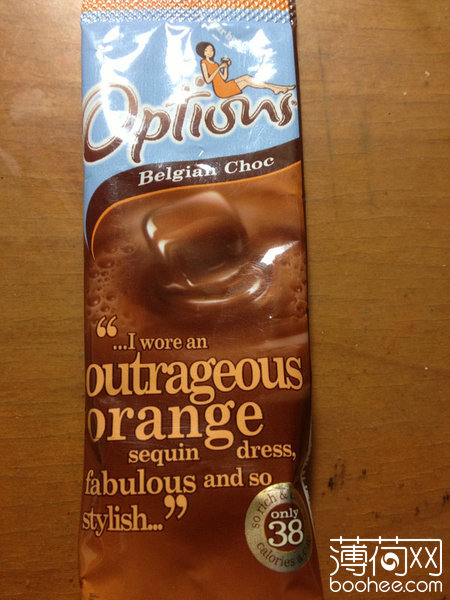 Options
Belgian Choc
“...I wore an
outrageous
orange
sequin dress,
fabulous and so
stylish...”
so rich &
only
38
calories a
薄荷网
boohee.com